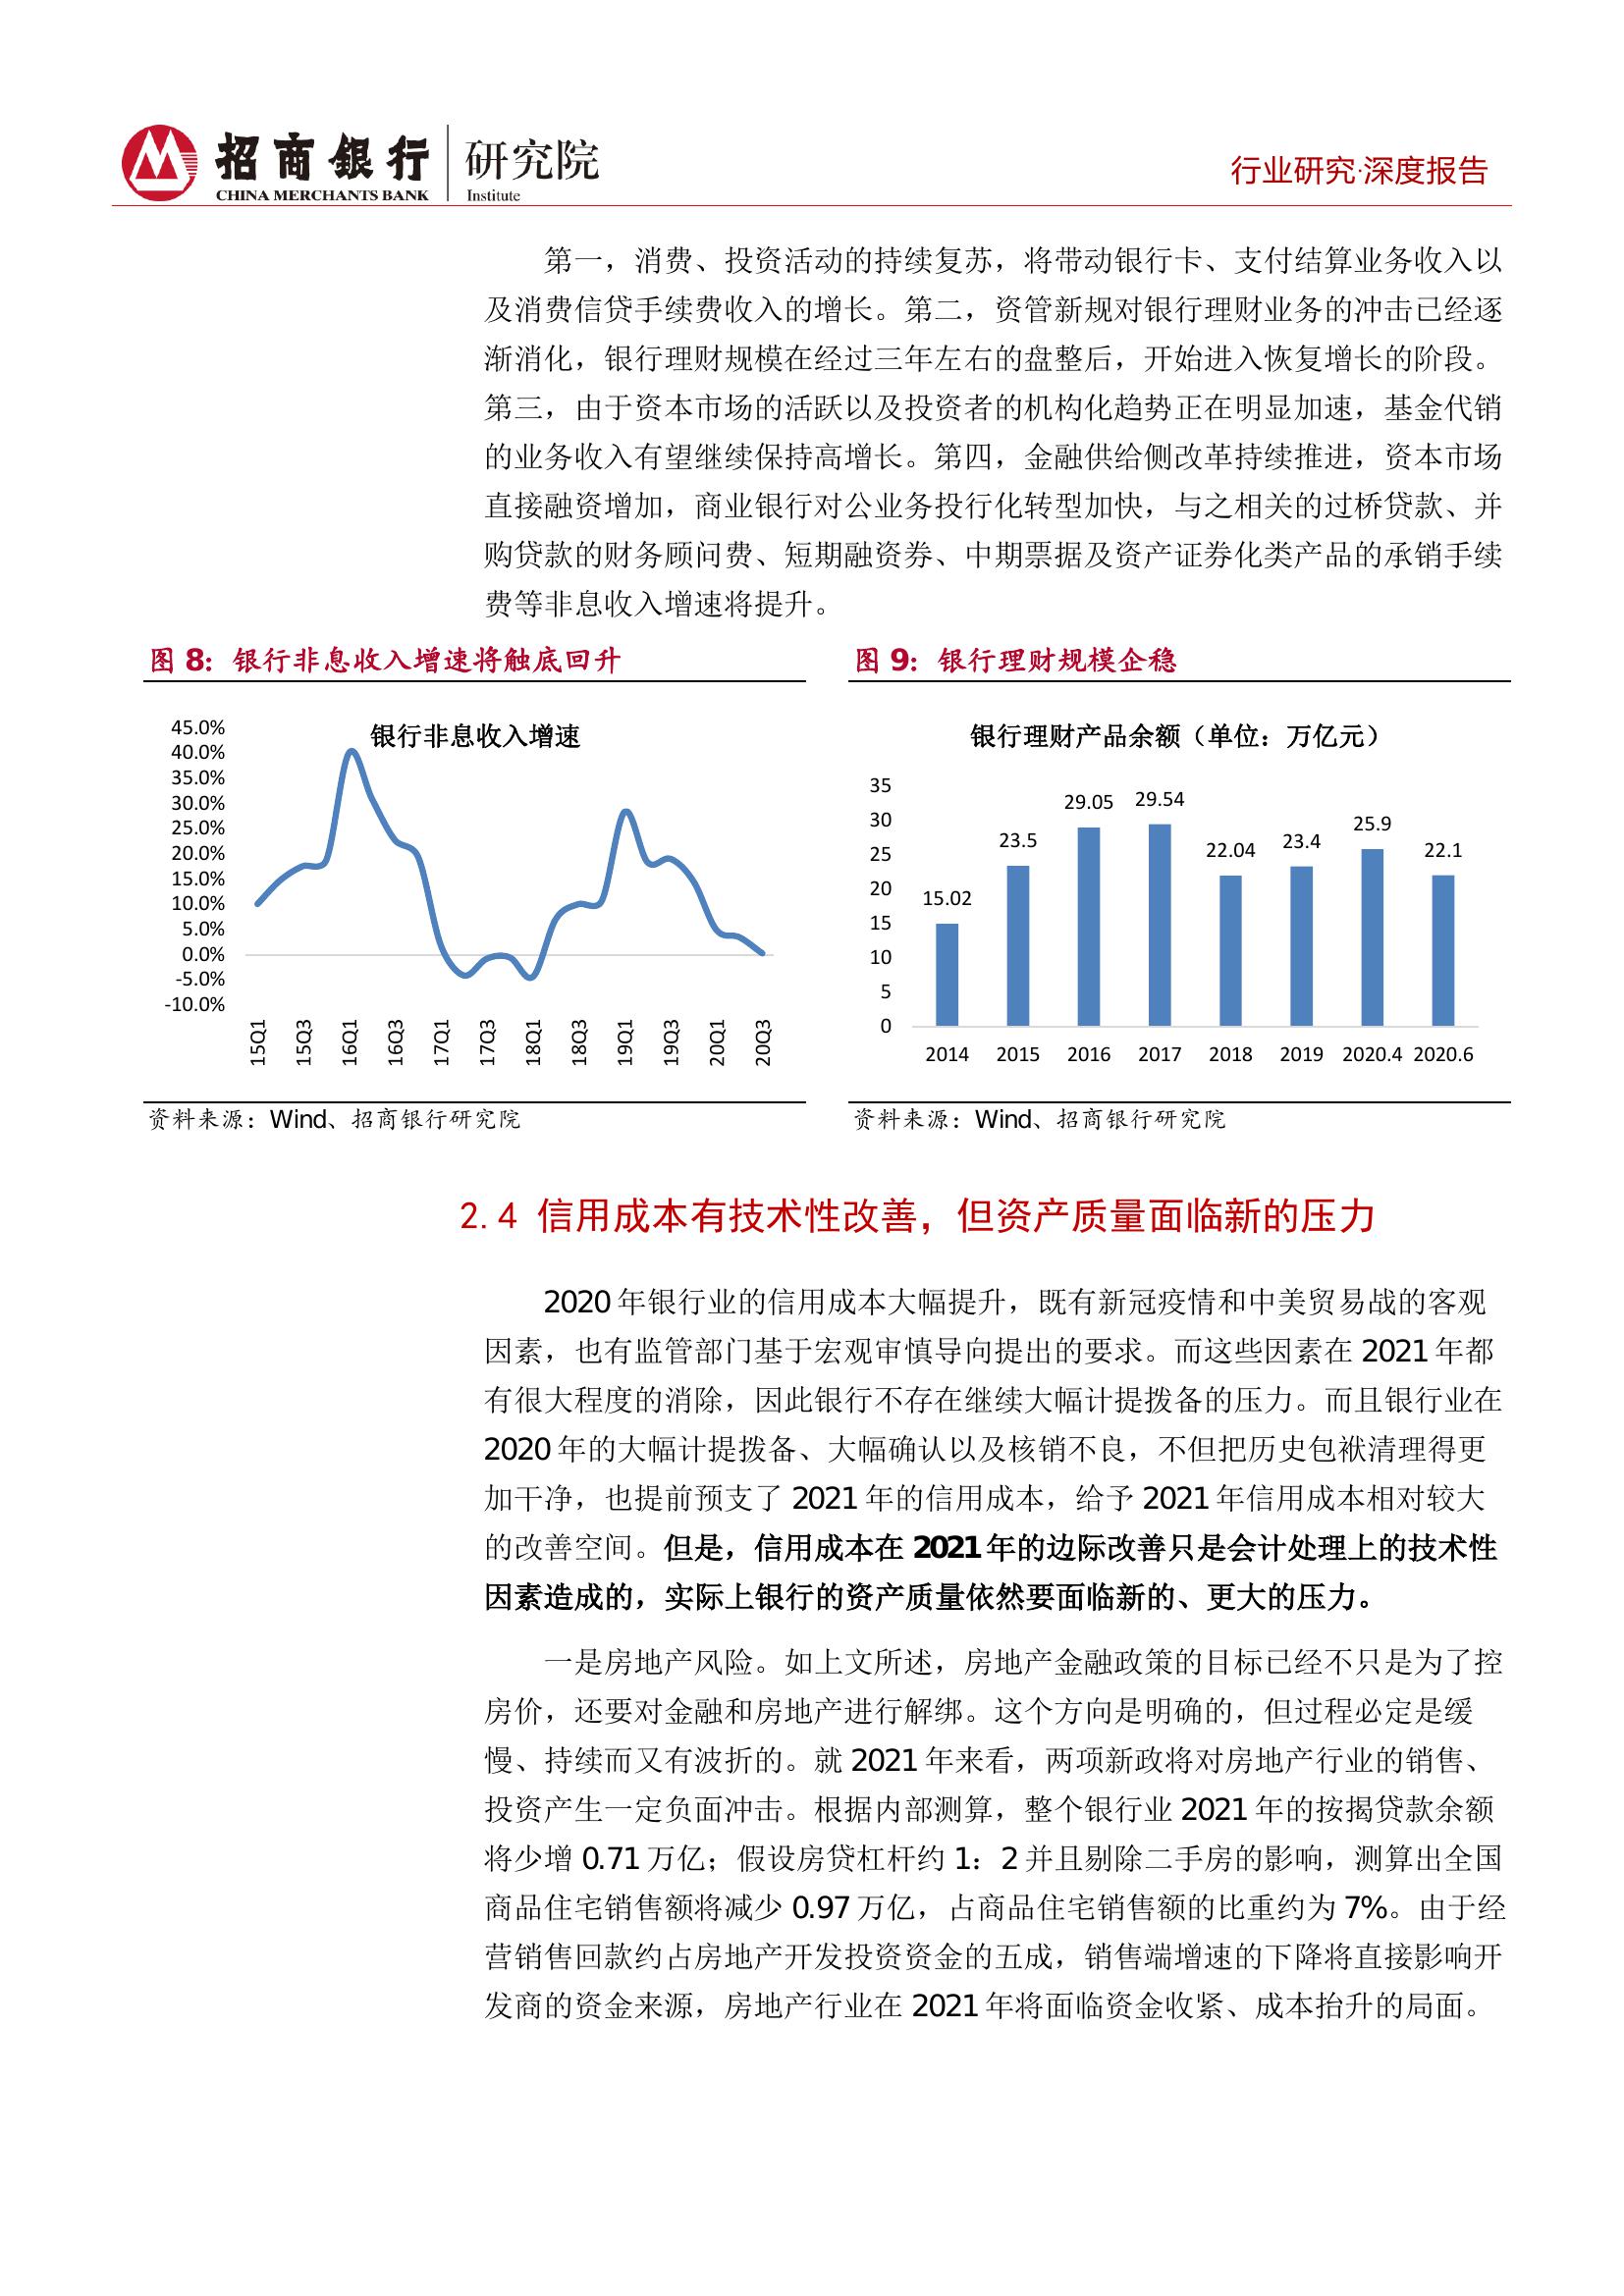 招商银行
CHINA MERCHANTS BANK
研究院
Institute
行业研究·深度报告
第一，消费、投资活动的持续复苏，将带动银行卡、支付结算业务收入以
及消费信贷手续费收入的增长。第二，资管新规对银行理财业务的冲击已经逐
渐消化，银行理财规模在经过三年左右的盘整后，开始进入恢复增长的阶段。
第三，由于资本市场的活跃以及投资者的机构化趋势正在明显加速，基金代销
的业务收入有望继续保持高增长。第四，金融供给侧改革持续推进，资本市场
直接融资增加，商业银行对公业务投行化转型加快，与之相关的过桥贷款、并
购贷款的财务顾问费、短期融资券、中期票据及资产证券化类产品的承销手续
费等非息收入增速将提升。
图 8：银行非息收入增速将触底回升
银行非息收入增速
45.0%
40.0%
35.0%
30.0%
25.0%
20.0%
15.0%
10.0%
5.0%
0.0%
-5.0%
-10.0%
15Q1
15Q3
16Q1
16Q3
17Q1
17Q3
18Q1
18Q3
19Q1
19Q3
20Q1
20Q3
资料来源：Wind、招商银行研究院
图 9：银行理财规模企稳
银行理财产品余额（单位：万亿元）
35
30
25
20
15
10
5
0
15.02
23.5
29.05
29.54
22.04
23.4
25.9
22.1
2014 2015 2016 2017 2018 2019 2020.4 2020.6
资料来源：Wind、招商银行研究院
2.4 信用成本有技术性改善，但资产质量面临新的压力
2020 年银行业的信用成本大幅提升，既有新冠疫情和中美贸易战的客观
因素，也有监管部门基于宏观审慎导向提出的要求。而这些因素在 2021 年都
有很大程度的消除，因此银行不存在继续大幅计提拨备的压力。而且银行业在
2020 年的大幅计提拨备、大幅确认以及核销不良，不但把历史包袱清理得更
加干净，也提前预支了 2021 年的信用成本，给予 2021 年信用成本相对较大
的改善空间。但是，信用成本在 2021 年的边际改善只是会计处理上的技术性
因素造成的，实际上银行的资产质量依然要面临新的、更大的压力。
一是房地产风险。如上文所述，房地产金融政策的目标已经不只是为了控
房价，还要对金融和房地产进行解绑。这个方向是明确的，但过程必定是缓
慢、持续而又有波折的。就 2021 年来看，两项新政将对房地产行业的销售、
投资产生一定负面冲击。根据内部测算，整个银行业 2021 年的按揭贷款余额
将少增 0.71 万亿；假设房贷杠杆约 1：2 并且剔除二手房的影响，测算出全国
商品住宅销售额将减少 0.97 万亿，占商品住宅销售额的比重约为 7%。由于经
营销售回款约占房地产开发投资资金的五成，销售端增速的下降将直接影响开
发商的资金来源，房地产行业在 2021 年将面临资金收紧、成本抬升的局面。